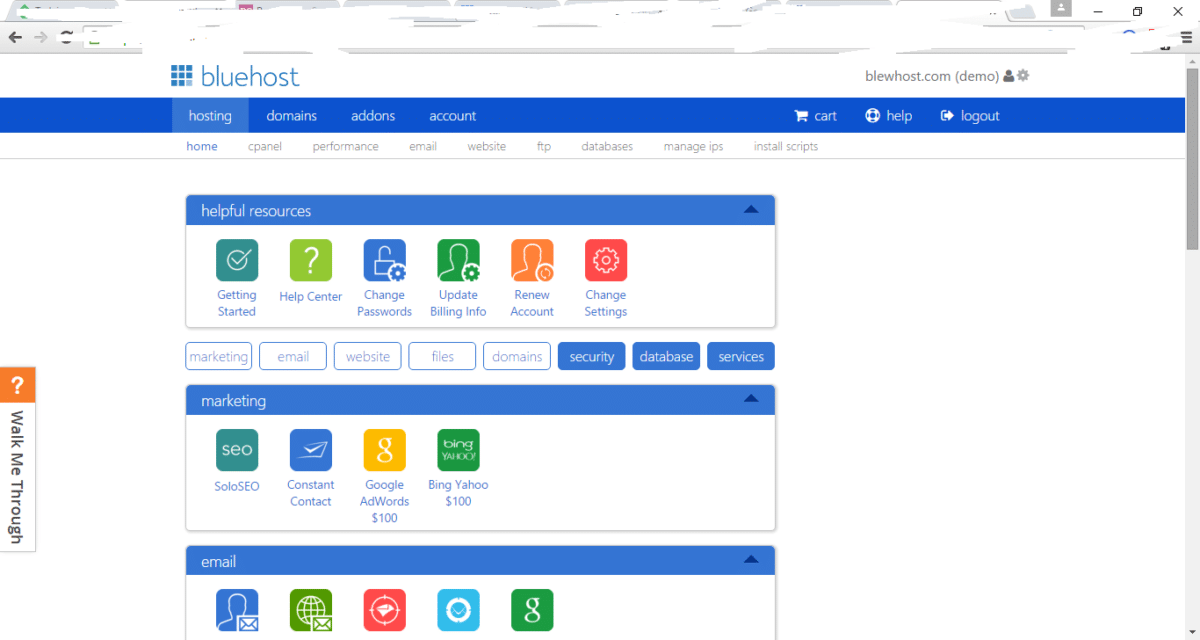 bluehost
blewhost.com (demo)
hosting domains addons account cart help logout
home cpanel performance email website ftp databases manage ips install scripts
helpful resources
?
Getting Started
Help Center
Change Passwords
Update Billing Info
Renew Account
Change Settings
marketing email website files domains security database services
marketing
seo
g
bing YAHOO!
SoloSEO
Constant Contact
Google AdWords $100
Bing Yahoo $100
?
Walk Me Through
email
g